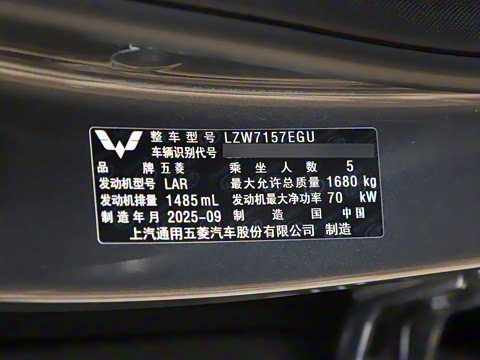 整车型号 LZW7157EGU
车辆识别代号
品牌 五菱 乘坐人数 5
发动机型号 LAR 最大允许总质量 1680 kg
发动机排量 1485 mL 发动机最大净功率 70 kW
制造年月 2025-09 制造国 中国
上汽通用五菱汽车股份有限公司 制造